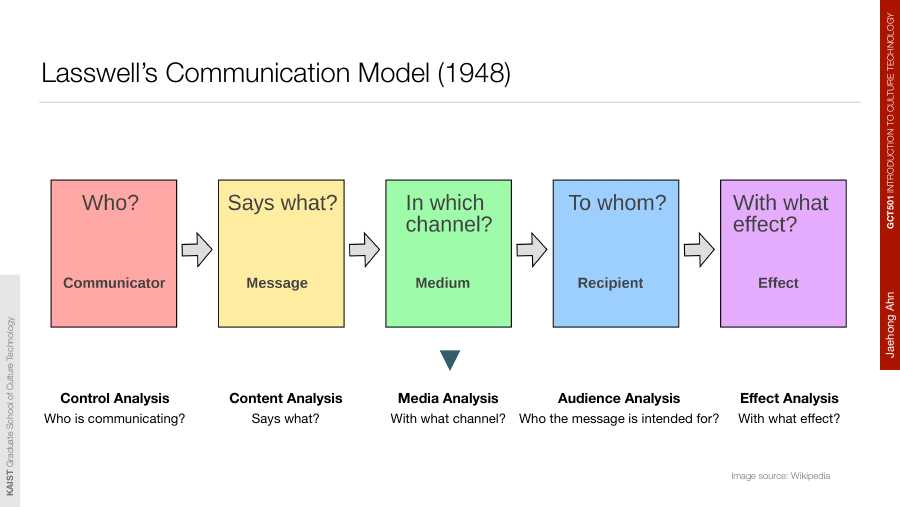 Lasswell’s Communication Model (1948)
Who?
Communicator
Says what?
Message
In which
channel?
Medium
To whom?
Recipient
With what
effect?
Effect
Control Analysis
Who is communicating?
Content Analysis
Says what?
Media Analysis
With what channel?
Audience Analysis
Who the message is intended for?
Effect Analysis
With what effect?
Image source: Wikipedia
KAIST Graduate School of Culture Technology
GCT501 INTRODUCTION TO CULTURE TECHNOLOGY
Jaehong Ahn